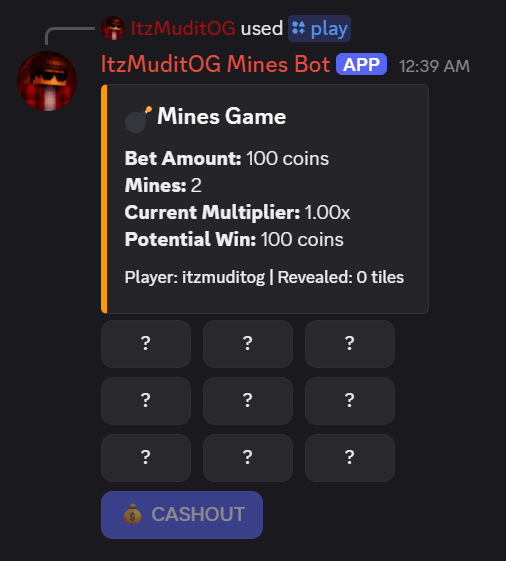 ItzMuditOG used play
ItzMuditOG Mines Bot APP 12:39 AM
Mines Game
Bet Amount: 100 coins
Mines: 2
Current Multiplier: 1.00x
Potential Win: 100 coins
Player: itzmuditog | Revealed: 0 tiles
? ? ?
? ? ?
? ? ?
CASHOUT